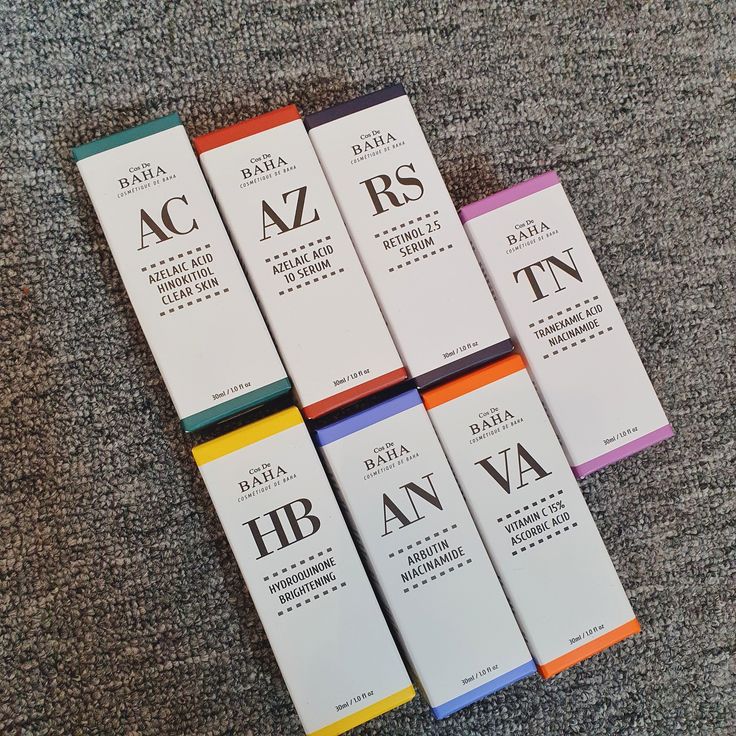 Cos De
BAHA
COSMÉTIQUE DE BAHA
AC
AZELAIC ACID
HINOKITIOL
CLEAR SKIN
30ml / 1.0 fl oz
Cos De
BAHA
COSMÉTIQUE DE BAHA
AZ
AZELAIC ACID
10 SERUM
30ml / 1.0 fl oz
Cos De
BAHA
COSMÉTIQUE DE BAHA
RS
RETINOL 2.5
SERUM
30ml / 1.0 fl oz
Cos De
BAHA
COSMÉTIQUE DE BAHA
TN
TRANEXAMIC ACID
NIACINAMIDE
30ml / 1.0 fl oz
Cos De
BAHA
COSMÉTIQUE DE BAHA
HB
HYDROQUINONE
BRIGHTENING
30ml / 1.0 fl oz
Cos De
BAHA
COSMÉTIQUE DE BAHA
AN
ARBUTIN
NIACINAMIDE
30ml / 1.0 fl oz
Cos De
BAHA
COSMÉTIQUE DE BAHA
VA
VITAMIN C 15%
ASCORBIC ACID
30ml / 1.0 fl oz